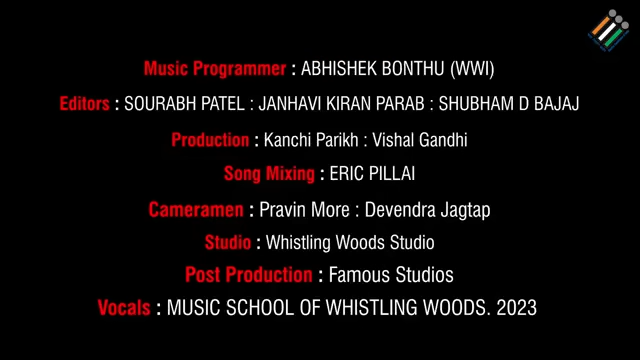 Music Programmer : ABHISHEK BONTHU (WWI)
Editors : SOURABH PATEL : JANHAVI KIRAN PARAB : SHUBHAM D BAJAJ
Production : Kanchi Parikh : Vishal Gandhi
Song Mixing : ERIC PILLAI
Cameramen : Pravin More : Devendra Jagtap
Studio : Whistling Woods Studio
Post Production : Famous Studios
Vocals : MUSIC SCHOOL OF WHISTLING WOODS. 2023